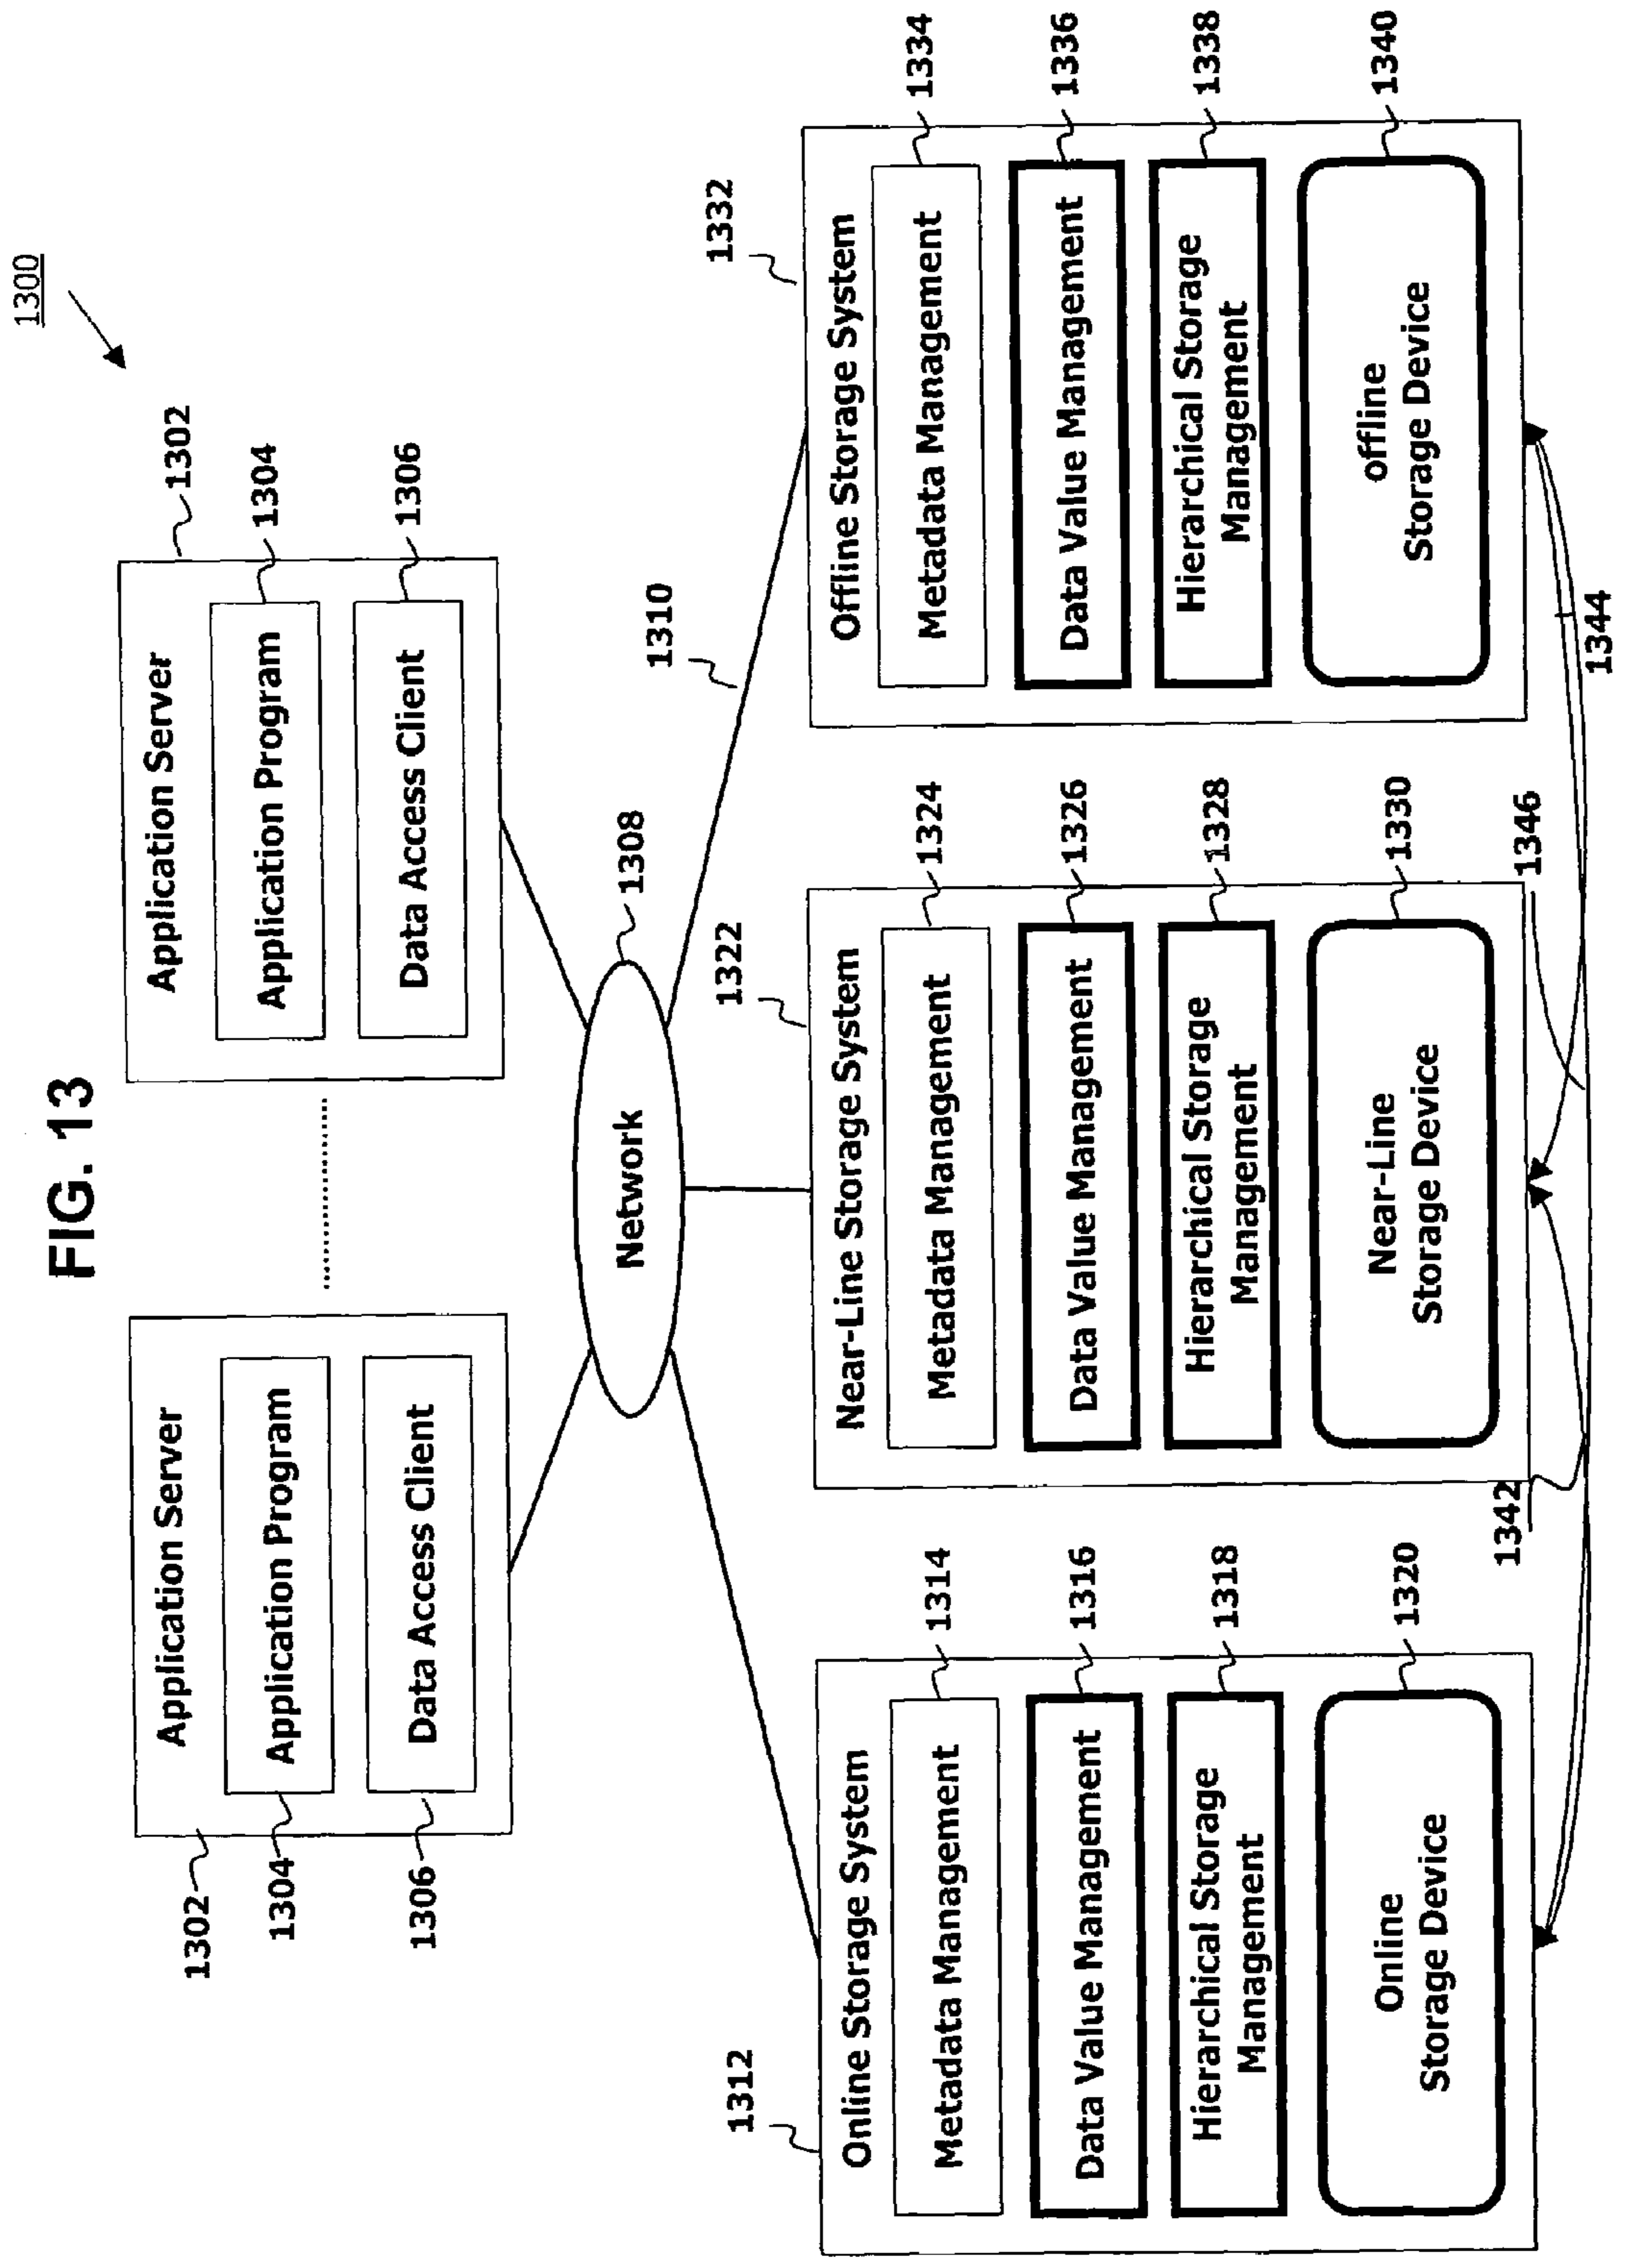 FIG. 13
1300
Application Server
Application Program
Data Access Client
1302
1304
1306
Application Server
Application Program
Data Access Client
1302
1304
1306
Network
1308
1310
1312
Online Storage System
Metadata Management
1314
Data Value Management
1316
Hierarchical Storage
Management
1318
Online
Storage Device
1320
1322
Near-Line Storage System
Metadata Management
1324
Data Value Management
1326
Hierarchical Storage
Management
1328
Near-Line
Storage Device
1330
1332
Offline Storage System
Metadata Management
1334
Data Value Management
1336
Hierarchical Storage
Management
1338
offline
Storage Device
1340
1342
1346
1344